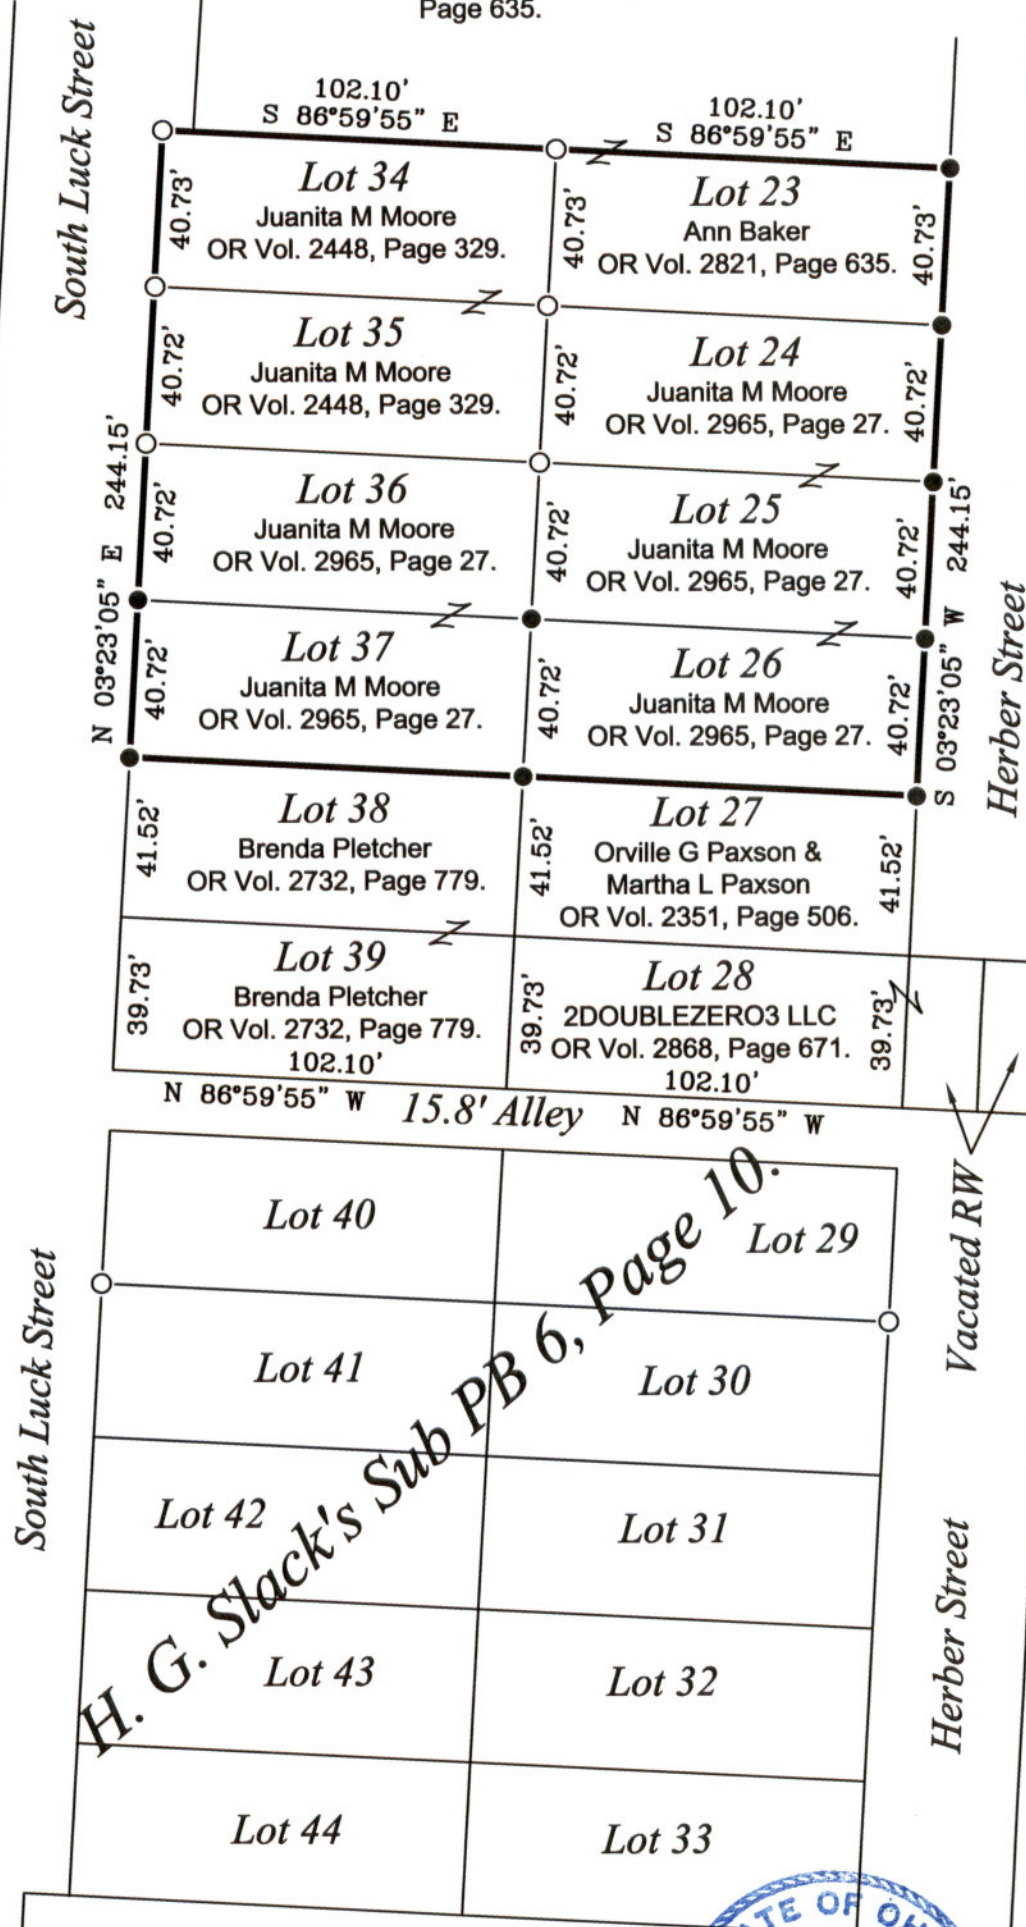 Page 635.
South Luck Street
102.10'
S 86°59'55" E
102.10'
S 86°59'55" E
40.73'
Lot 34
Juanita M Moore
OR Vol. 2448, Page 329.
40.73'
Lot 23
Ann Baker
OR Vol. 2821, Page 635.
40.73'
40.72'
Lot 35
Juanita M Moore
OR Vol. 2448, Page 329.
40.72'
Lot 24
Juanita M Moore
OR Vol. 2965, Page 27.
40.72'
N 03°23'05" E 244.15'
40.72'
Lot 36
Juanita M Moore
OR Vol. 2965, Page 27.
40.72'
Lot 25
Juanita M Moore
OR Vol. 2965, Page 27.
40.72'
S 03°23'05" W 244.15'
Herber Street
40.72'
Lot 37
Juanita M Moore
OR Vol. 2965, Page 27.
40.72'
Lot 26
Juanita M Moore
OR Vol. 2965, Page 27.
40.72'
41.52'
Lot 38
Brenda Pletcher
OR Vol. 2732, Page 779.
41.52'
Lot 27
Orville G Paxson &
Martha L Paxson
OR Vol. 2351, Page 506.
41.52'
39.73'
Lot 39
Brenda Pletcher
OR Vol. 2732, Page 779.
102.10'
39.73'
Lot 28
2DOUBLEZERO3 LLC
OR Vol. 2868, Page 671.
102.10'
39.73'
N 86°59'55" W
15.8' Alley
N 86°59'55" W
Vacated RW
Lot 40
Lot 29
South Luck Street
Lot 41
Lot 30
H. G. Slack's Sub PB 6, Page 10.
Lot 42
Lot 31
Herber Street
Lot 43
Lot 32
Lot 44
Lot 33
OF